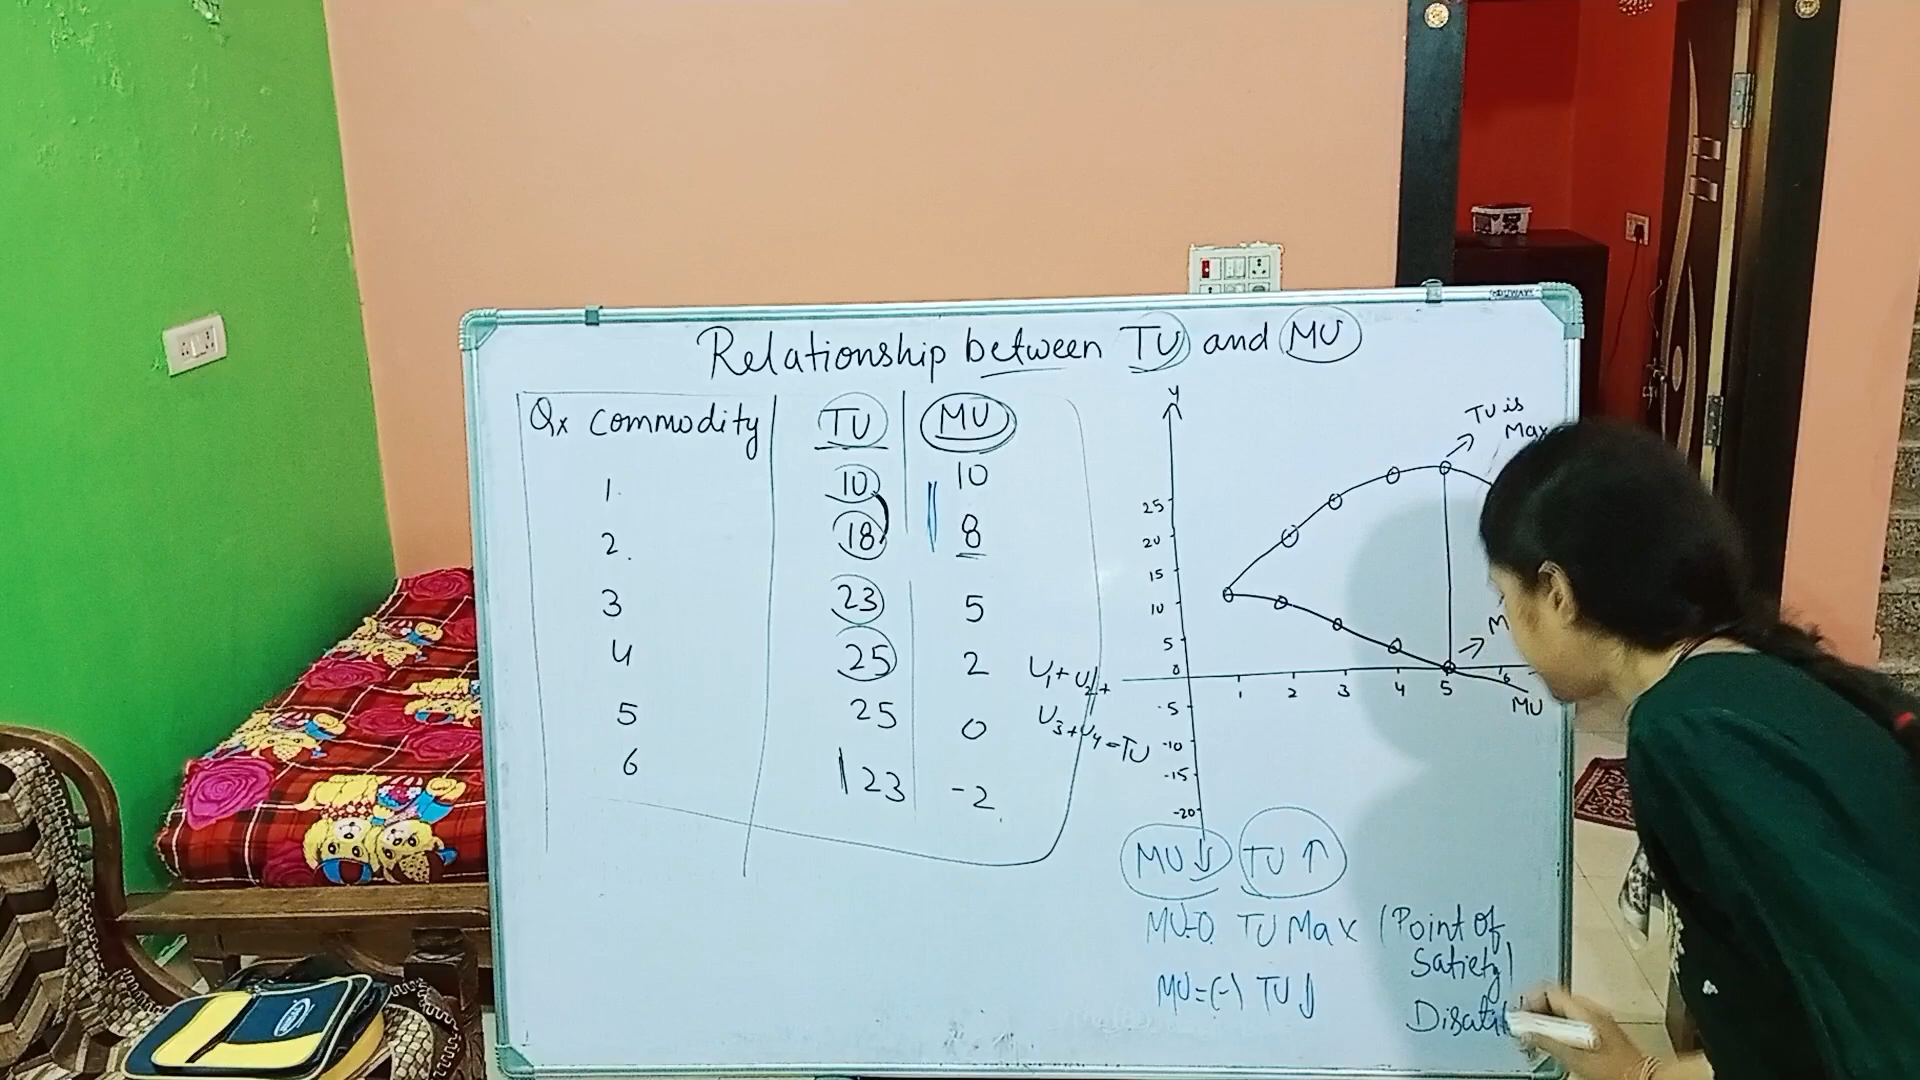 Relationship between TU and MU
Qx Commodity TU MU
1. 10 10
2. 18 8
3 23 5
4 25 2
5 25 0
6 23 -2
U1+U2+
U3+U4=TU
y
TU is
Max
25
20
15
10
5
0
-5
-10
-15
-20
1 2 3 4 5 6
M
MU
MU↓ TU↑
MU=0. TU Max (Point Of
Satiety)
MU=(-) TU↓